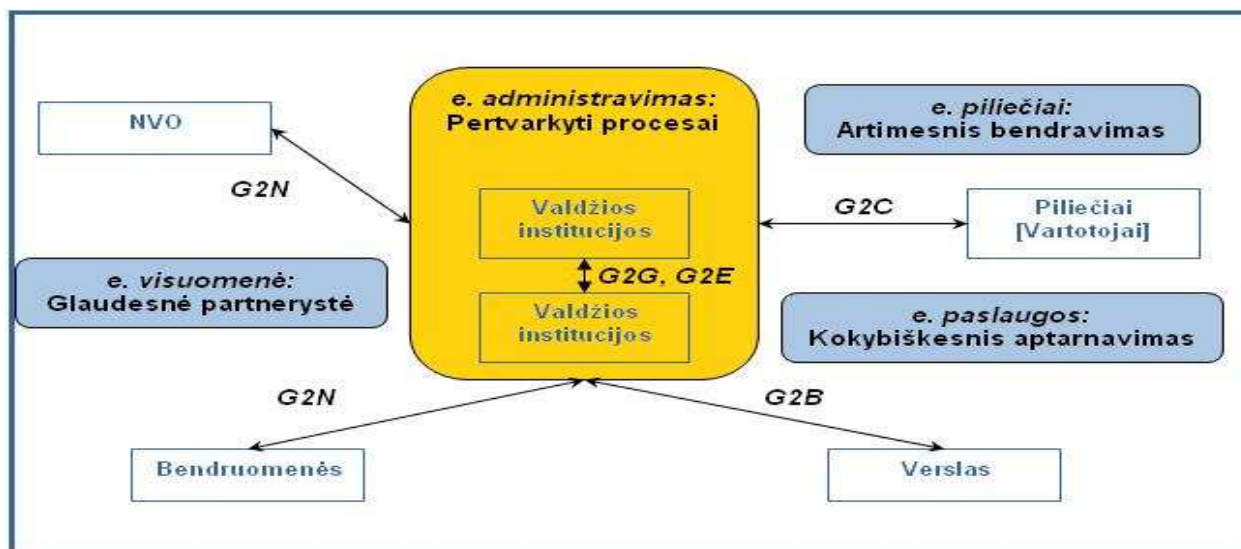 e. administravimas:
Pertvarkyti procesai
NVO
e. piliečiai:
Artimesnis bendravimas
G2N
Valdžios
institucijos
G2C
Piliečiai
[Vartotojai]
e. visuomenė:
Glaudesnė partnerystė
G2G, G2E
Valdžios
institucijos
e. paslaugos:
Kokybiškesnis aptarnavimas
G2N
G2B
Bendruomenės
Verslas